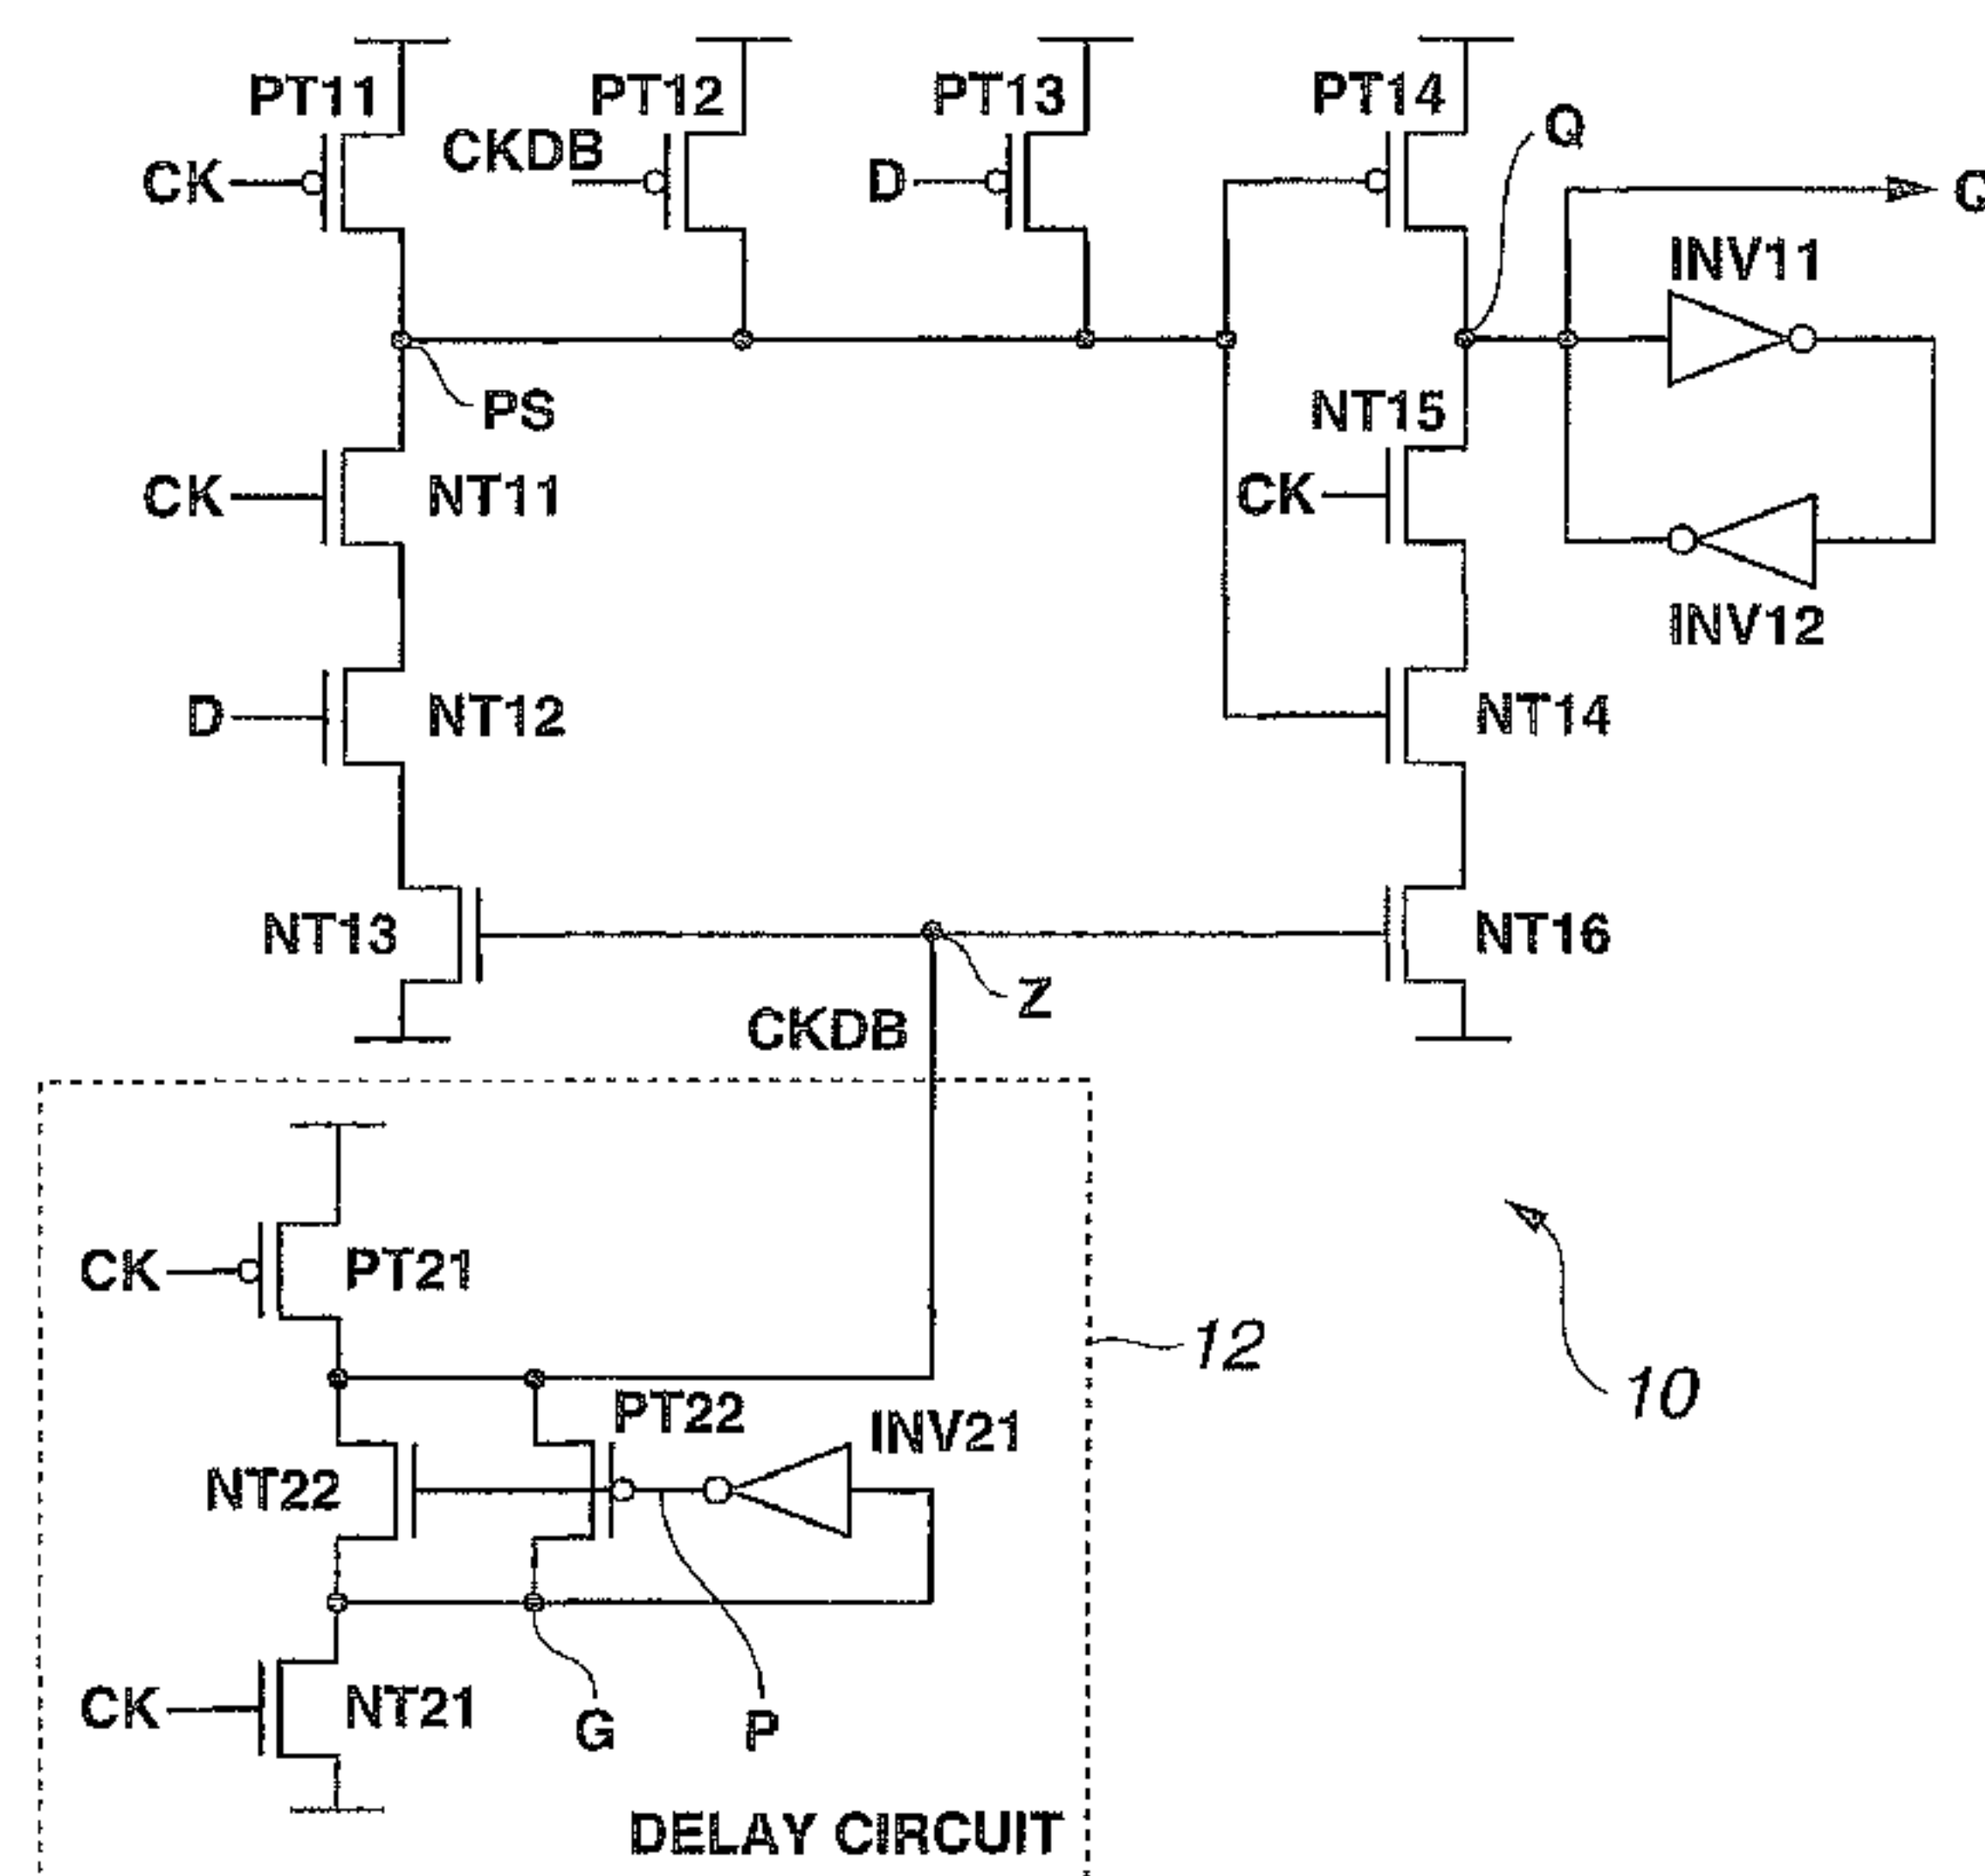 PT11
PT12
PT13
PT14
CK
CKDB
D
Q
INV11
PS
NT15
CK
NT11
CK
INV12
D
NT12
NT14
NT13
NT16
Z
CKDB
CK
PT21
12
10
PT22
INV21
NT22
CK
NT21
G
P
DELAY CIRCUIT